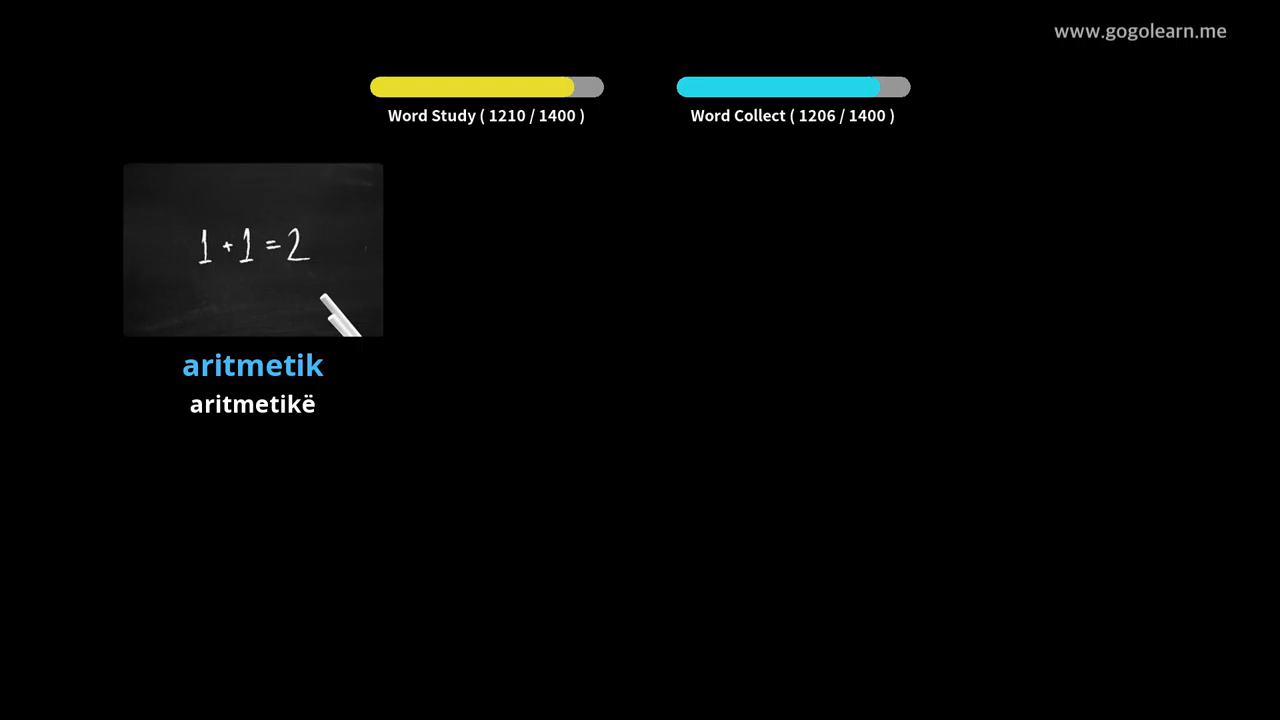 www.gogolearn.me
Word Study ( 1210 / 1400 )
Word Collect ( 1206 / 1400 )
1 + 1 = 2
aritmetik
aritmetikë